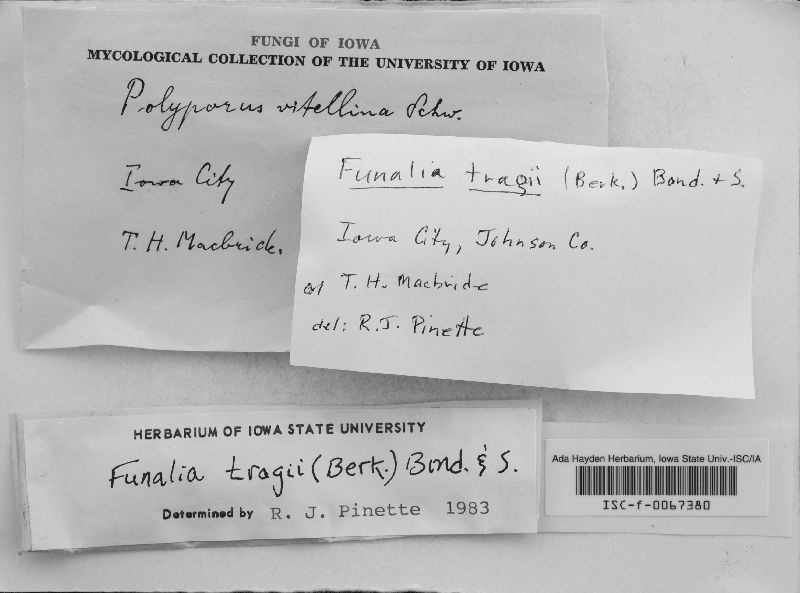 FUNGI OF IOWA
MYCOLOGICAL COLLECTION OF THE UNIVERSITY OF IOWA
Polyporus vitellina Schw.
Iowa City
T. H. Macbride.
Funalia tragii (Berk.) Bond. & S.
Iowa City, Johnson Co.
T. H. Macbride
det: R.J. Pinette
HERBARIUM OF IOWA STATE UNIVERSITY
Funalia tragii (Berk.) Bond. & S.
Determined by R. J. Pinette 1983
Ada Hayden Herbarium, Iowa State Univ.-ISC/IA
ISC-f-0067380